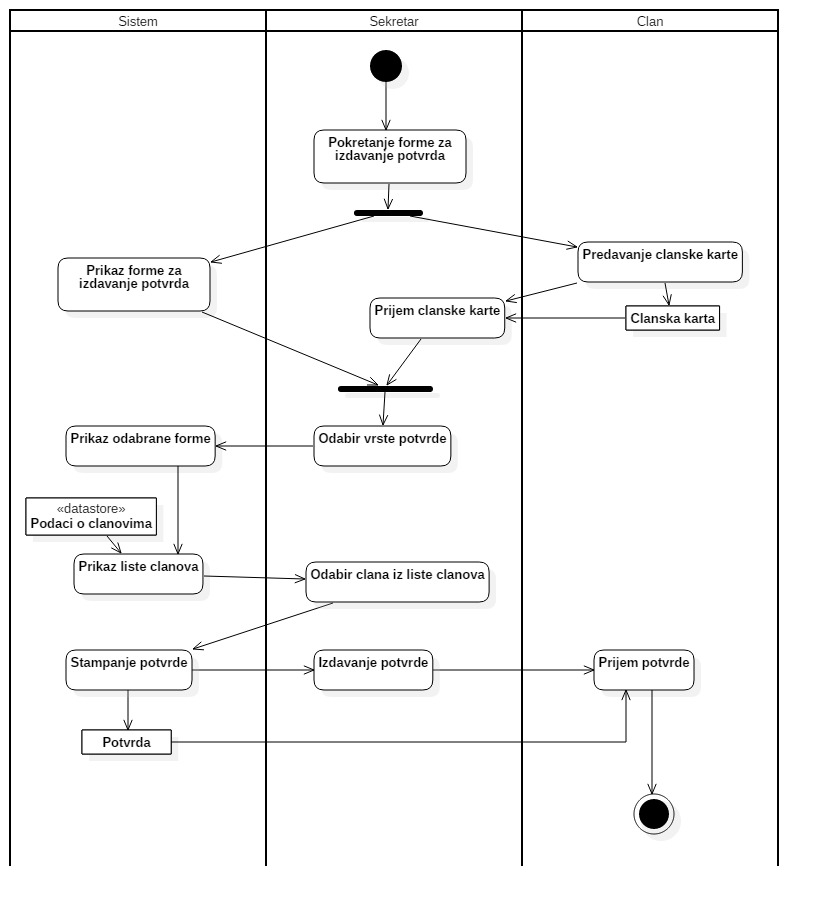 Sistem
Sekretar
Clan
Pokretanje forme za
izdavanje potvrda
Prikaz forme za
izdavanje potvrda
Predavanje clanske karte
Prijem clanske karte
Clanska karta
Prikaz odabrane forme
Odabir vrste potvrde
«datastore»
Podaci o clanovima
Prikaz liste clanova
Odabir clana iz liste clanova
Stampanje potvrde
Izdavanje potvrde
Prijem potvrde
Potvrda